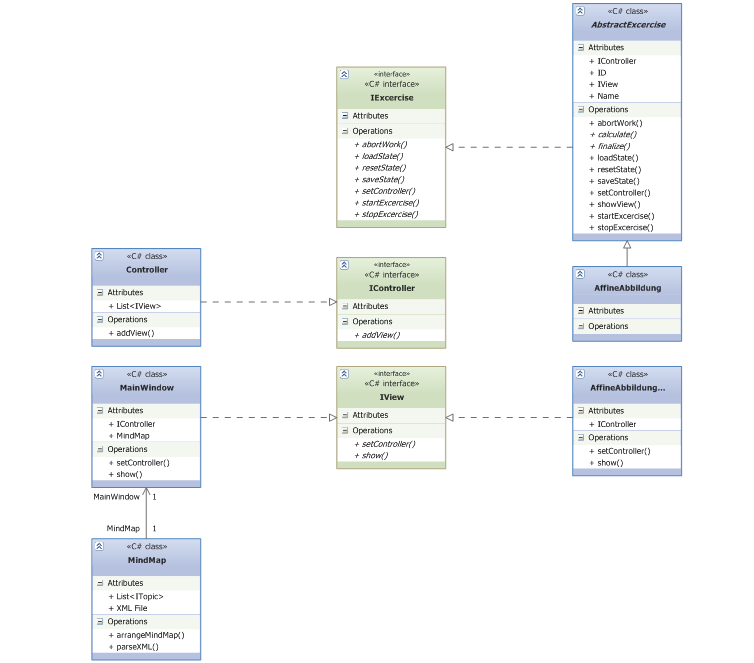 «C# class»
AbstractExcercise
Attributes
+ IController
+ ID
+ IView
+ Name
Operations
+ abortWork()
+ calculate()
+ finalize()
+ loadState()
+ resetState()
+ saveState()
+ setController()
+ showView()
+ startExcercise()
+ stopExcercise()
«interface»
«C# interface»
IExcercise
Attributes
Operations
+ abortWork()
+ loadState()
+ resetState()
+ saveState()
+ setController()
+ startExcercise()
+ stopExcercise()
«C# class»
Controller
Attributes
+ List<IView>
Operations
+ addView()
«interface»
«C# interface»
IController
Attributes
Operations
+ addView()
«C# class»
AffineAbbildung
Attributes
Operations
«C# class»
MainWindow
Attributes
+ IController
+ MindMap
Operations
+ setController()
+ show()
«interface»
«C# interface»
IView
Attributes
Operations
+ setController()
+ show()
«C# class»
AffineAbbildung...
Attributes
+ IController
Operations
+ setController()
+ show()
MainWindow 1
MindMap 1
«C# class»
MindMap
Attributes
+ List<ITopic>
+ XML File
Operations
+ arrangeMindMap()
+ parseXML()